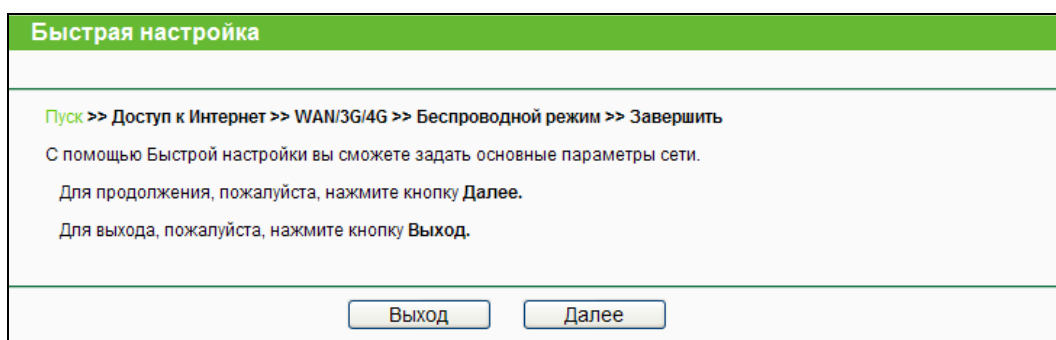 Быстрая настройка
Пуск >> Доступ к Интернет >> WAN/3G/4G >> Беспроводной режим >> Завершить
С помощью Быстрой настройки вы сможете задать основные параметры сети.
Для продолжения, пожалуйста, нажмите кнопку Далее.
Для выхода, пожалуйста, нажмите кнопку Выход.
Выход Далее